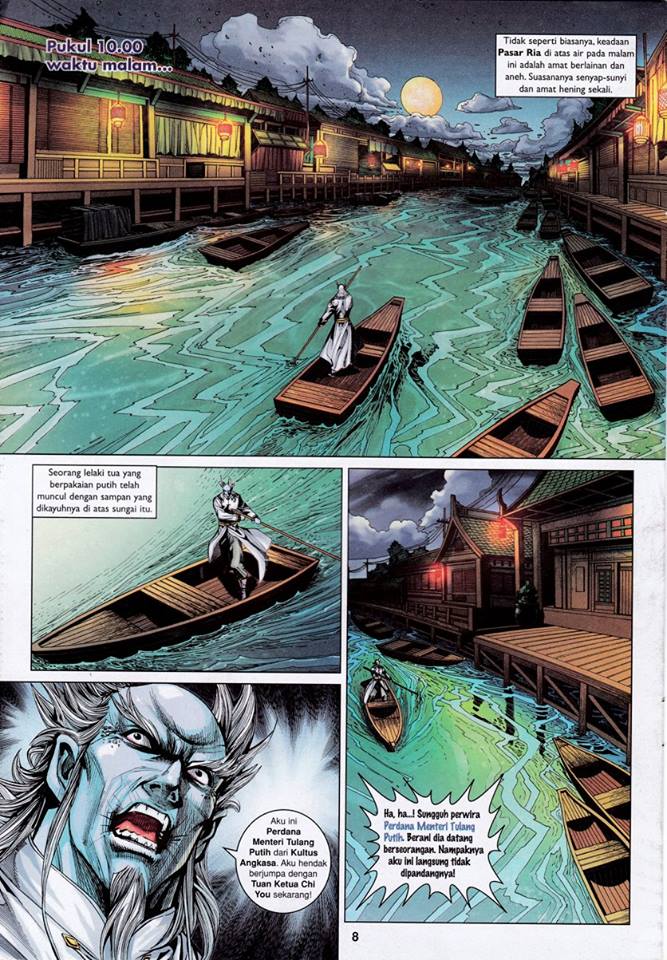 Pukul 10.00
waktu malam...
Tidak seperti biasanya, keadaan
Pasar Ria di atas air pada malam
ini adalah amat berlainan dan
aneh. Suasananya senyap-sunyi
dan amat hening sekali.
Seorang lelaki tua yang
berpakaian putih telah
muncul dengan sampan yang
dikayuhnya di atas sungai itu.
Aku ini
Perdana
Menteri Tulang
Putih dari Kultus
Angkasa. Aku hendak
berjumpa dengan
Tuan Ketua Chi
You sekarang!
Ha, ha...! Sungguh perwira
Perdana Menteri Tulang
Putih. Berani dia datang
berseorangan. Nampaknya
aku ini langsung tidak
dipandangnya!
8